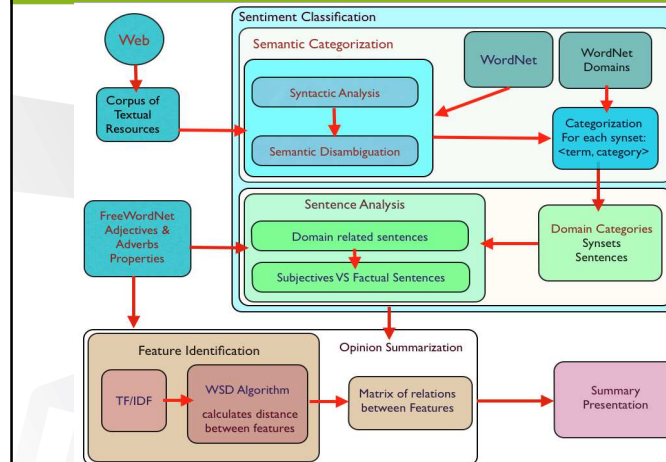 Sentiment Classification
Web
Semantic Categorization
WordNet
WordNet
Domains
Corpus of
Textual
Resources
Syntactic Analysis
Semantic Disambiguation
Categorization
For each synset:
<term, category>
FreeWordNet
Adjectives &
Adverbs
Properties
Sentence Analysis
Domain related sentences
Subjectives VS Factual Sentences
Domain Categories
Synsets
Sentences
Feature Identification
Opinion Summarization
TF/IDF
WSD Algorithm
calculates distance
between features
Matrix of relations
between Features
Summary
Presentation